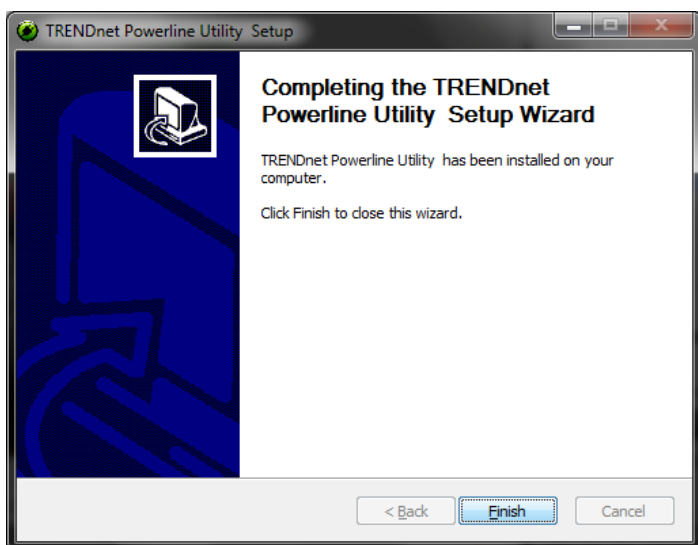 TRENDnet Powerline Utility  Setup
Completing the TRENDnet
Powerline Utility  Setup Wizard
TRENDnet Powerline Utility  has been installed on your
computer.
Click Finish to close this wizard.
< Back
Finish
Cancel